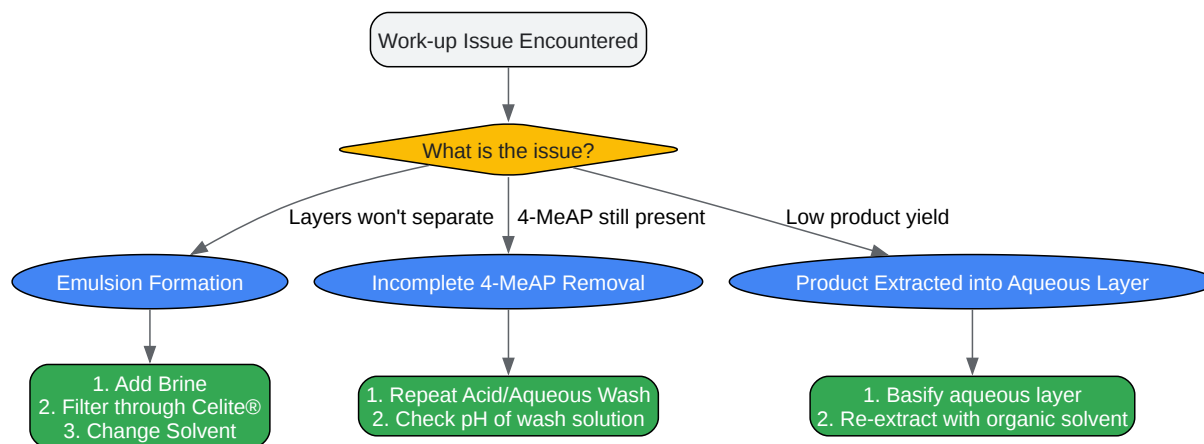 Work-up Issue Encountered
What is the issue?
Layers won't separate
4-MeAP still present
Low product yield
Emulsion Formation
Incomplete 4-MeAP Removal
Product Extracted into Aqueous Layer
1. Add Brine
2. Filter through Celite®
3. Change Solvent
1. Repeat Acid/Aqueous Wash
2. Check pH of wash solution
1. Basify aqueous layer
2. Re-extract with organic solvent